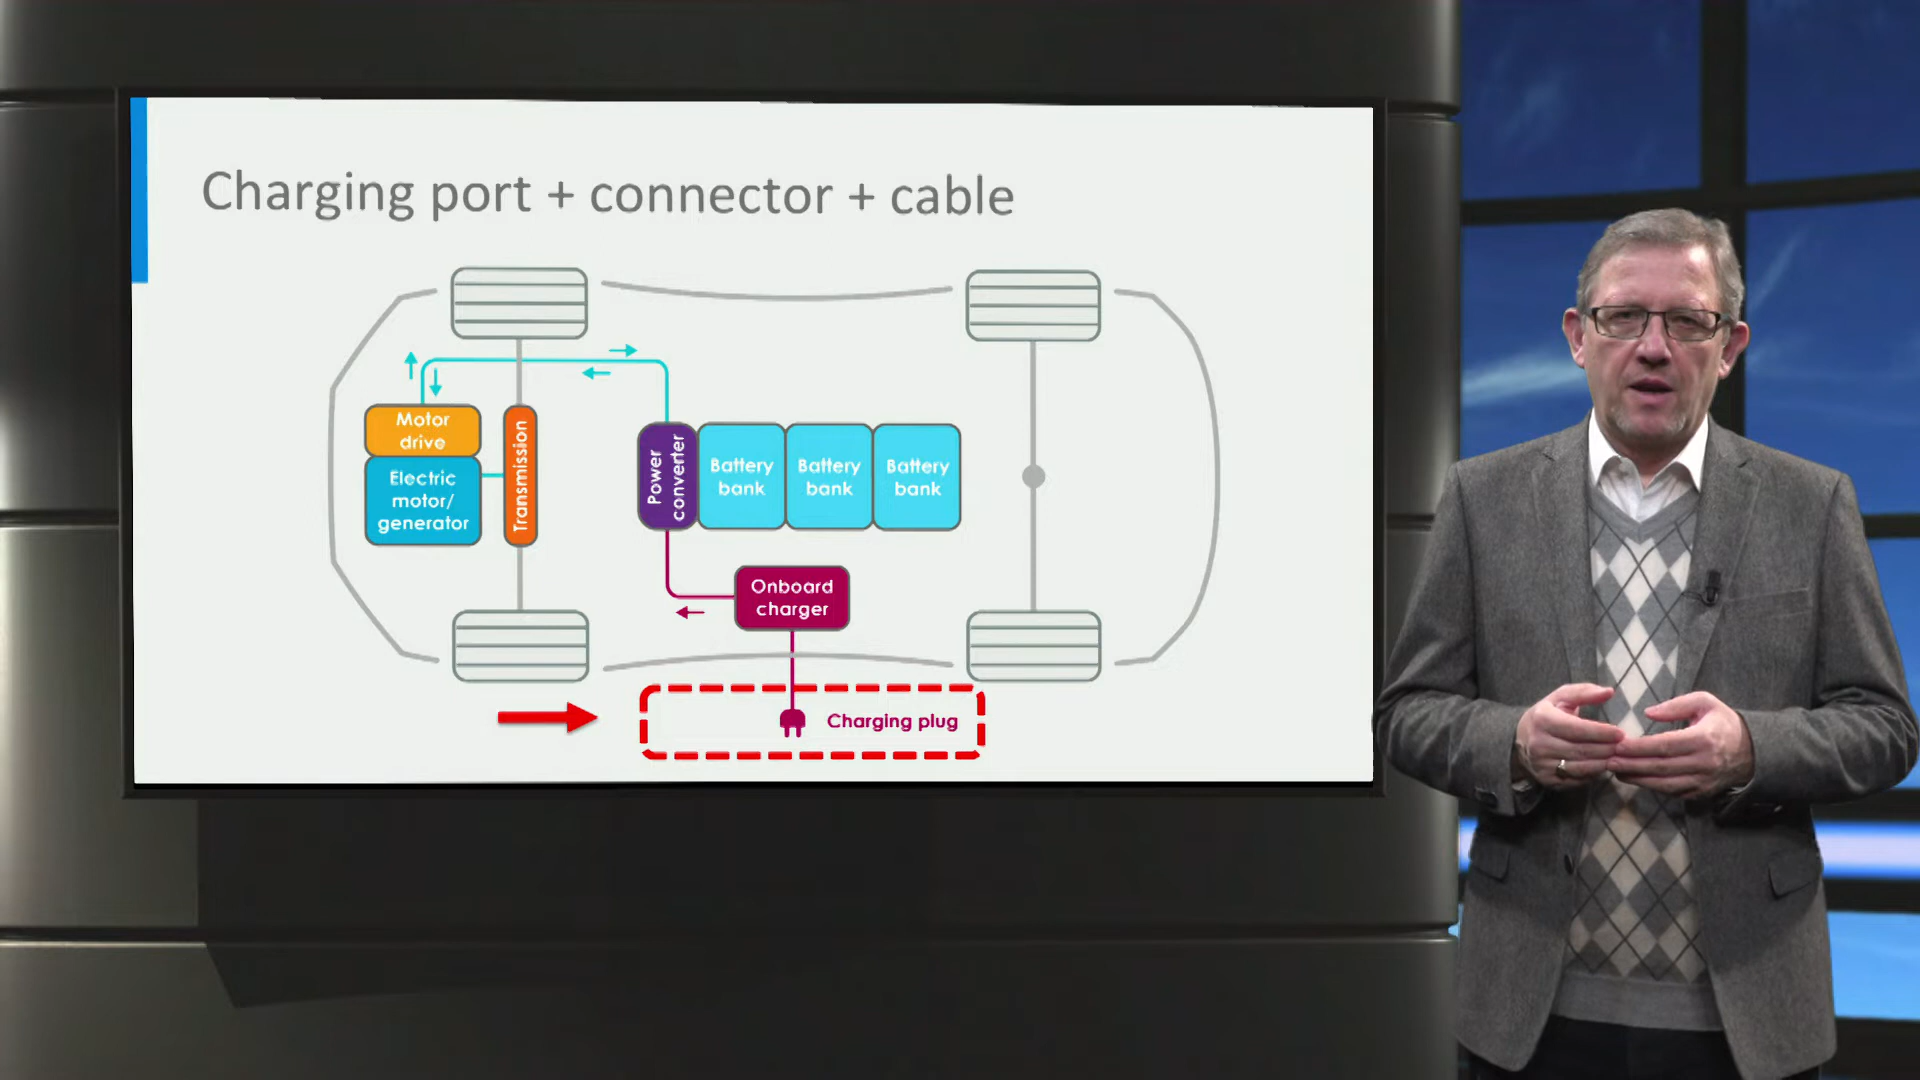 Charging port + connector + cable
Motor
drive
Electric
motor/
generator
Transmission
Power
converter
Battery
bank
Battery
bank
Battery
bank
Onboard
charger
Charging plug